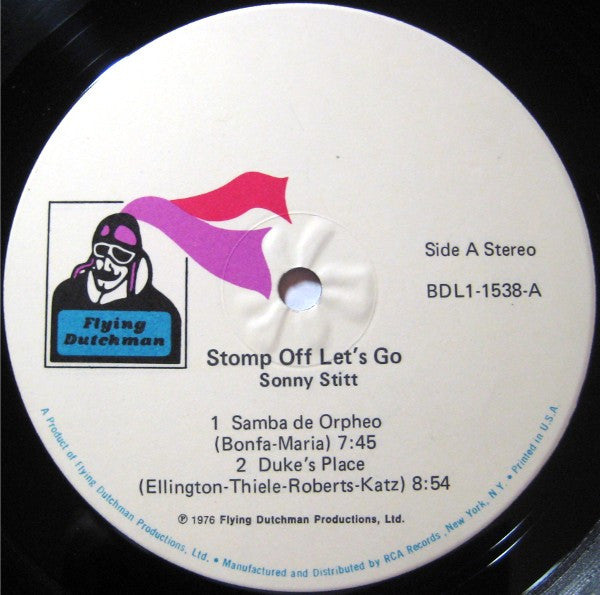 Flying
Dutchman
Side A Stereo
BDL1-1538-A
Stomp Off Let's Go
Sonny Stitt
1 Samba de Orpheo
(Bonfa-Maria) 7:45
2 Duke's Place
(Ellington-Thiele-Roberts-Katz) 8:54
℗ 1976 Flying Dutchman Productions, Ltd.
A Product of Flying Dutchman Productions, Ltd. • Manufactured and Distributed by RCA Records, New York, N.Y. • Printed in U.S.A